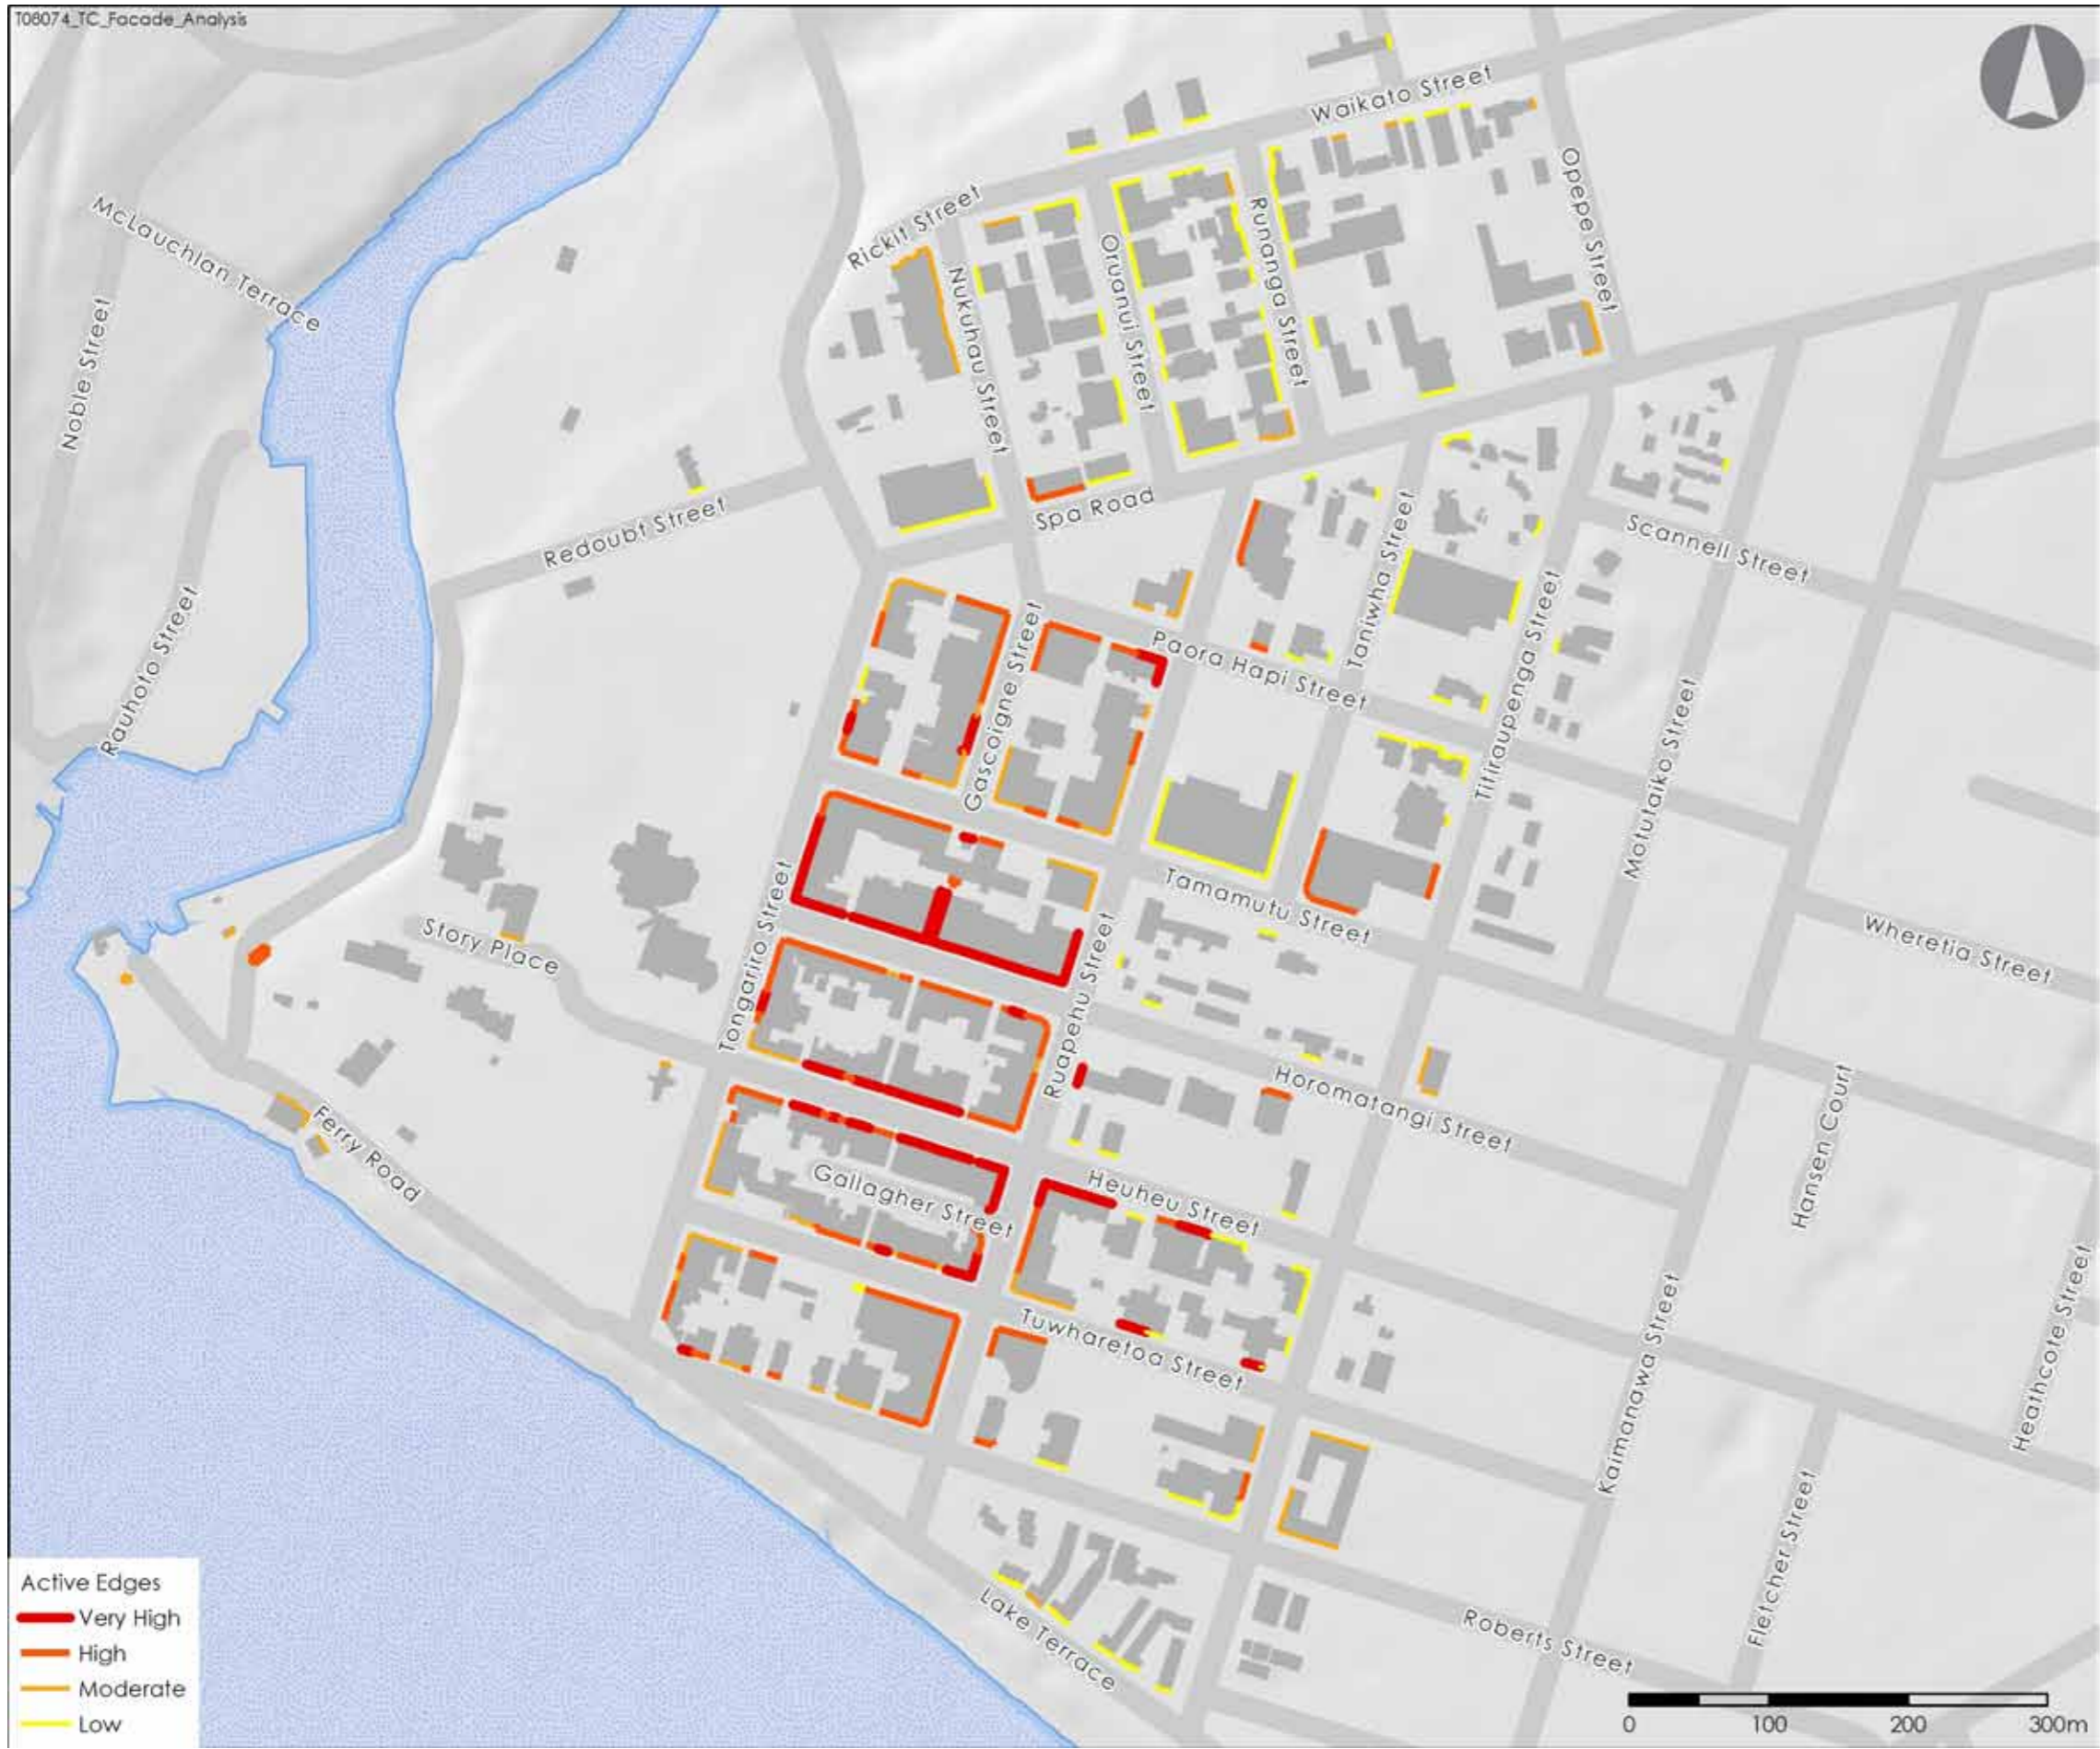 T08074_TC_Facade_Analysis
Waikato Street
Opepe Street
McLauchlan Terrace
Rickit Street
Runanga Street
Oruanui Street
Nukuhau Street
Noble Street
Spa Road
Redoubt Street
Taniwha Street
Scannell Street
Rauhoto Street
Gascoigne Street
Paora Hapi Street
Titiraupenga Street
Motutaiko Street
Tamamutu Street
Wheretia Street
Story Place
Tongariro Street
Ruapehu Street
Horomatangi Street
Hansen Court
Ferry Road
Gallagher Street
Heuheu Street
Tuwharetoa Street
Kaimanawa Street
Heathcote Street
Fletcher Street
Lake Terrace
Roberts Street
Active Edges
Very High
High
Moderate
Low
0 100 200 300m